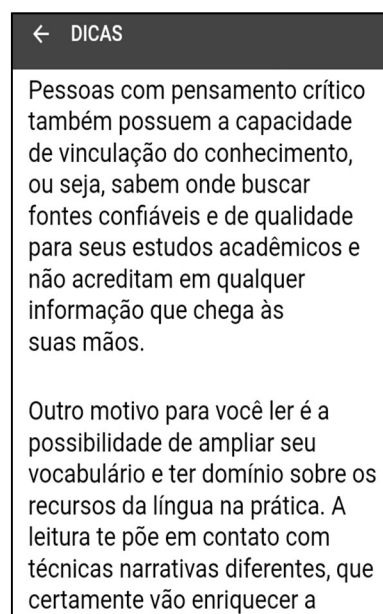 DICAS
Pessoas com pensamento crítico
também possuem a capacidade
de vinculação do conhecimento,
ou seja, sabem onde buscar
fontes confiáveis e de qualidade
para seus estudos acadêmicos e
não acreditam em qualquer
informação que chega às
suas mãos.
Outro motivo para você ler é a
possibilidade de ampliar seu
vocabulário e ter domínio sobre os
recursos da língua na prática. A
leitura te põe em contato com
técnicas narrativas diferentes, que
certamente vão enriquecer a